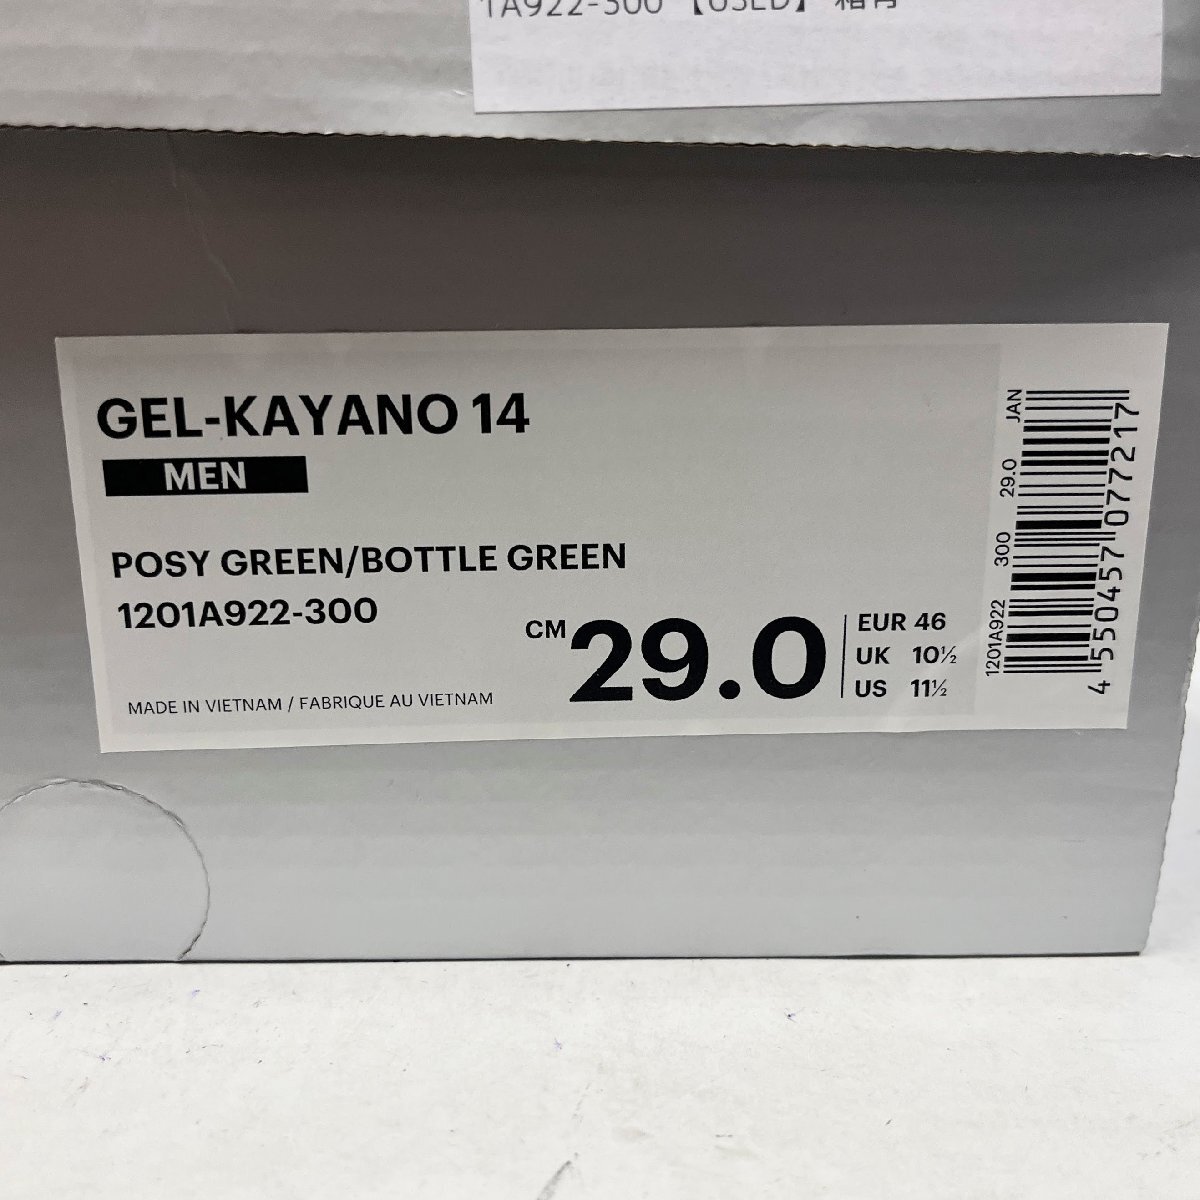 1A922-300 【USED】 箱有
GEL-KAYANO 14
MEN
POSY GREEN/BOTTLE GREEN
1201A922-300
CM 29.0
EUR 46
UK 10½
US 11½
MADE IN VIETNAM / FABRIQUE AU VIETNAM
1201A922 300 29.0 JAN
4 550457 077217